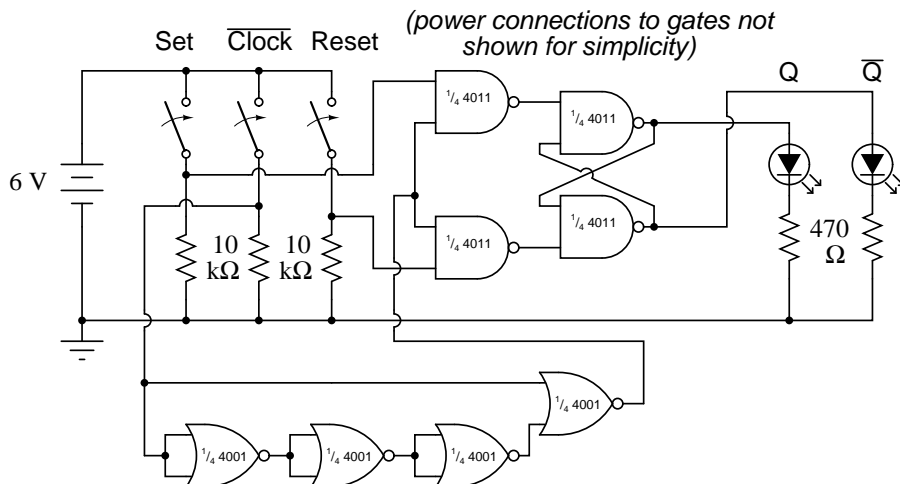 (power connections to gates not
shown for simplicity)
Set Clock Reset
Q Q
1/4 4011
1/4 4011
6 V
1/4 4011
1/4 4011
10 kΩ
10 kΩ
470 Ω
1/4 4001
1/4 4001
1/4 4001
1/4 4001